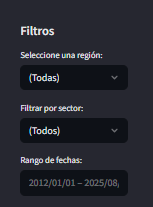 Filtros
Seleccione una región:
(Todas)
Filtrar por sector:
(Todos)
Rango de fechas:
2012/01/01 – 2025/08,